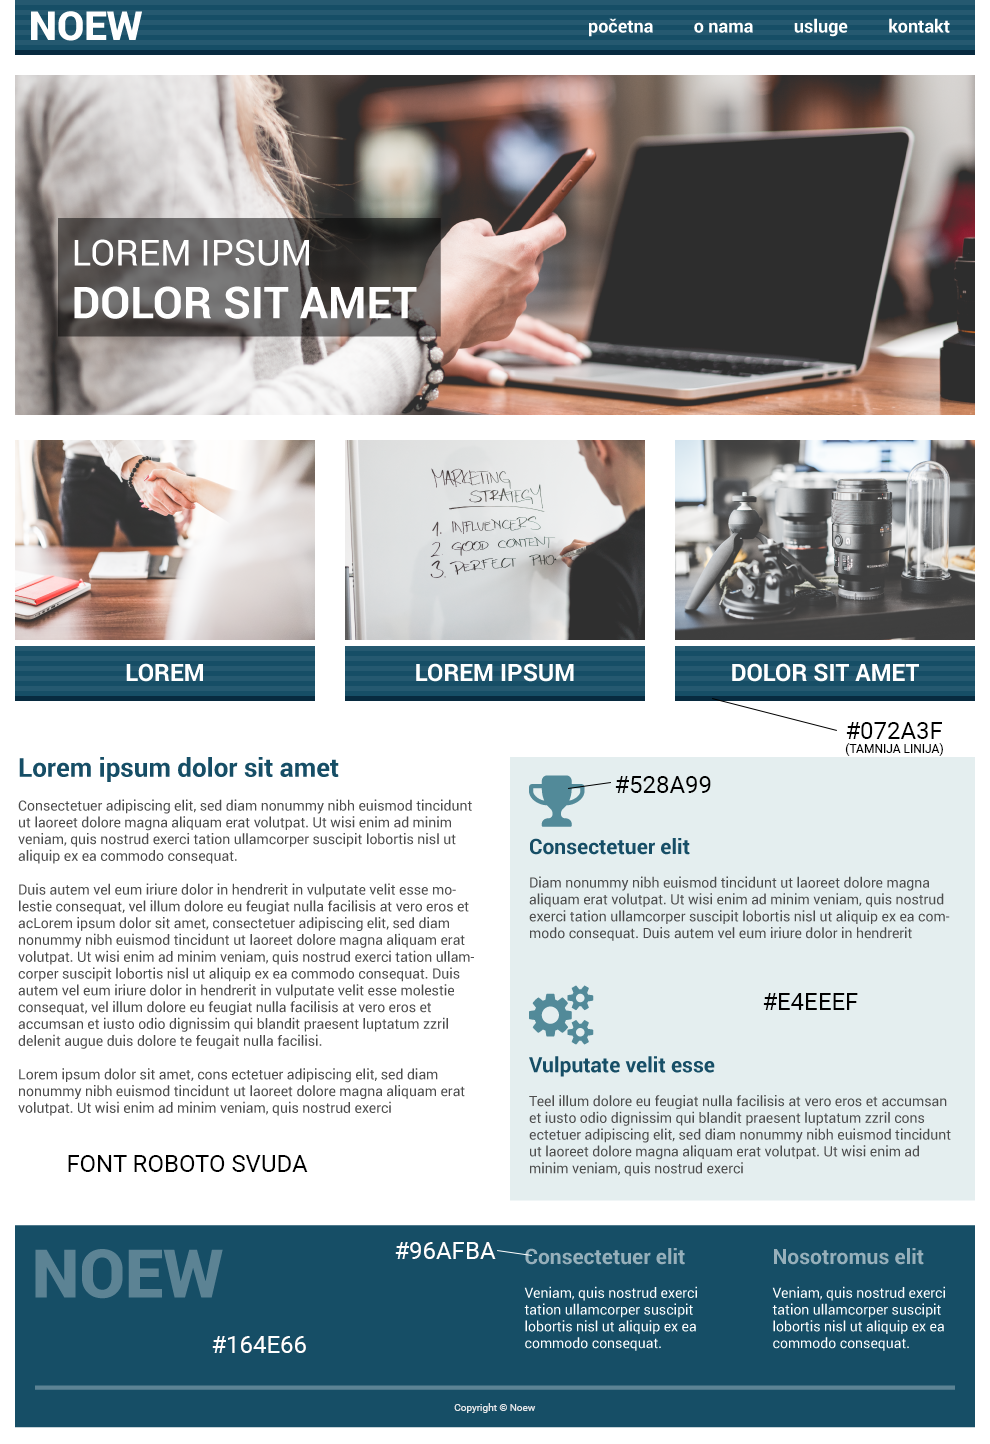 NOEW
početna o nama usluge kontakt
LOREM IPSUM
DOLOR SIT AMET
MARKETING
STRATEGY
1. INFLUENCERS
2 GOOD CONTENT
3. PERFECT PHO
LOREM
LOREM IPSUM
DOLOR SIT AMET
#072A3F
(TAMNIJA LINIJA)
Lorem ipsum dolor sit amet
Consectetuer adipiscing elit, sed diam nonummy nibh euismod tincidunt
ut laoreet dolore magna aliquam erat volutpat. Ut wisi enim ad minim
veniam, quis nostrud exerci tation ullamcorper suscipit lobortis nisl ut
aliquip ex ea commodo consequat.
Duis autem vel eum iriure dolor in hendrerit in vulputate velit esse mo-
lestie consequat, vel illum dolore eu feugiat nulla facilisis at vero eros et
acLorem ipsum dolor sit amet, consectetuer adipiscing elit, sed diam
nonummy nibh euismod tincidunt ut laoreet dolore magna aliquam erat
volutpat. Ut wisi enim ad minim veniam, quis nostrud exerci tation ullam-
corper suscipit lobortis nisl ut aliquip ex ea commodo consequat. Duis
autem vel eum iriure dolor in hendrerit in vulputate velit esse molestie
consequat, vel illum dolore eu feugiat nulla facilisis at vero eros et
accumsan et iusto odio dignissim qui blandit praesent luptatum zzril
delenit augue duis dolore te feugait nulla facilisi.
Lorem ipsum dolor sit amet, cons ectetuer adipiscing elit, sed diam
nonummy nibh euismod tincidunt ut laoreet dolore magna aliquam erat
volutpat. Ut wisi enim ad minim veniam, quis nostrud exerci
FONT ROBOTO SVUDA
#528A99
Consectetuer elit
Diam nonummy nibh euismod tincidunt ut laoreet dolore magna
aliquam erat volutpat. Ut wisi enim ad minim veniam, quis nostrud
exerci tation ullamcorper suscipit lobortis nisl ut aliquip ex ea com-
modo consequat. Duis autem vel eum iriure dolor in hendrerit
#E4EEEF
Vulputate velit esse
Teel illum dolore eu feugiat nulla facilisis at vero eros et accumsan
et iusto odio dignissim qui blandit praesent luptatum zzril cons
ectetuer adipiscing elit, sed diam nonummy nibh euismod tincidunt
ut laoreet dolore magna aliquam erat volutpat. Ut wisi enim ad
minim veniam, quis nostrud exerci
NOEW
#164E66
#96AFBA
Consectetuer elit
Veniam, quis nostrud exerci
tation ullamcorper suscipit
lobortis nisl ut aliquip ex ea
commodo consequat.
Nosotromus elit
Veniam, quis nostrud exerci
tation ullamcorper suscipit
lobortis nisl ut aliquip ex ea
commodo consequat.
Copyright © Noew